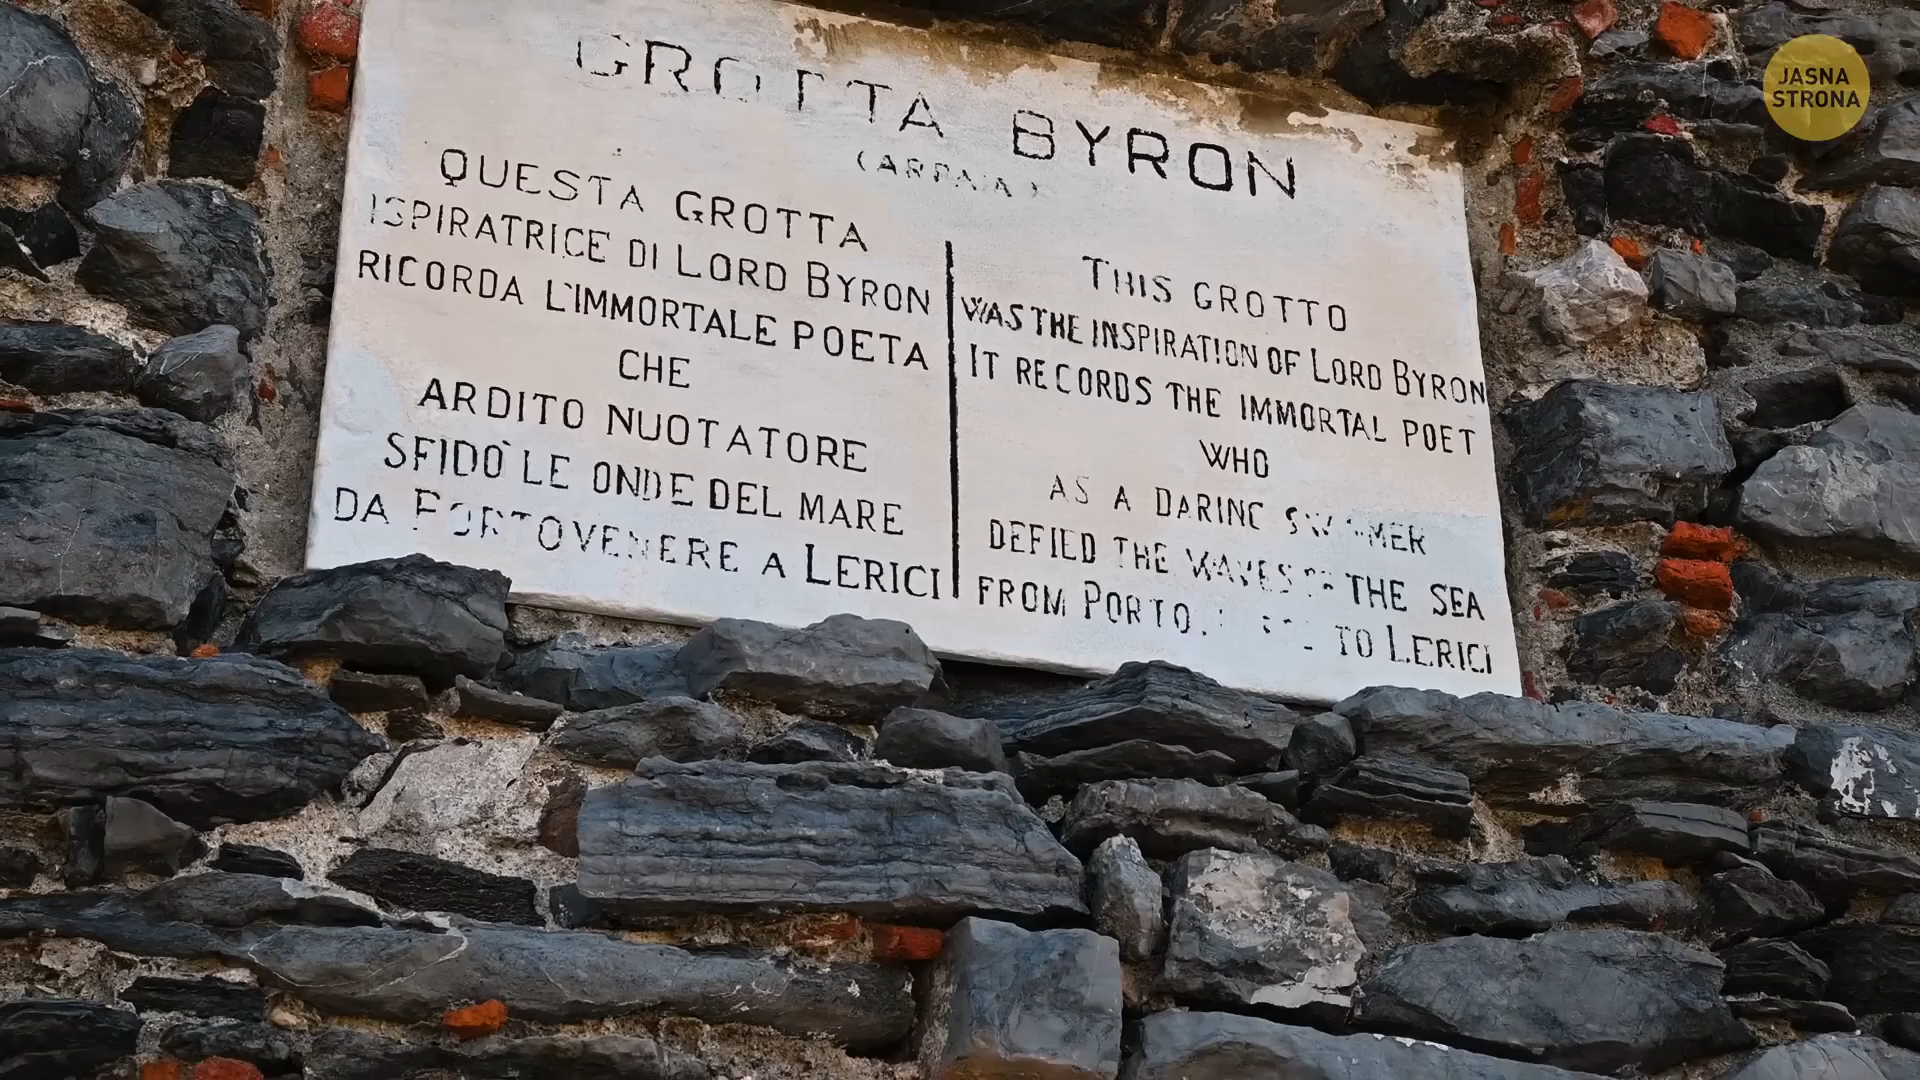 GROTTA BYRON
(ARPAIA)
QUESTA GROTTA
ISPIRATRICE DI LORD BYRON
RICORDA L'IMMORTALE POETA
CHE
ARDITO NUOTATORE
SFIDÒ LE ONDE DEL MARE
DA PORTOVENERE A LERICI
THIS GROTTO
WAS THE INSPIRATION OF LORD BYRON
IT RECORDS THE IMMORTAL POET
WHO
AS A DARING SWIMMER
DEFIED THE WAVES OF THE SEA
FROM TO LERICI
JASNA
STRONA